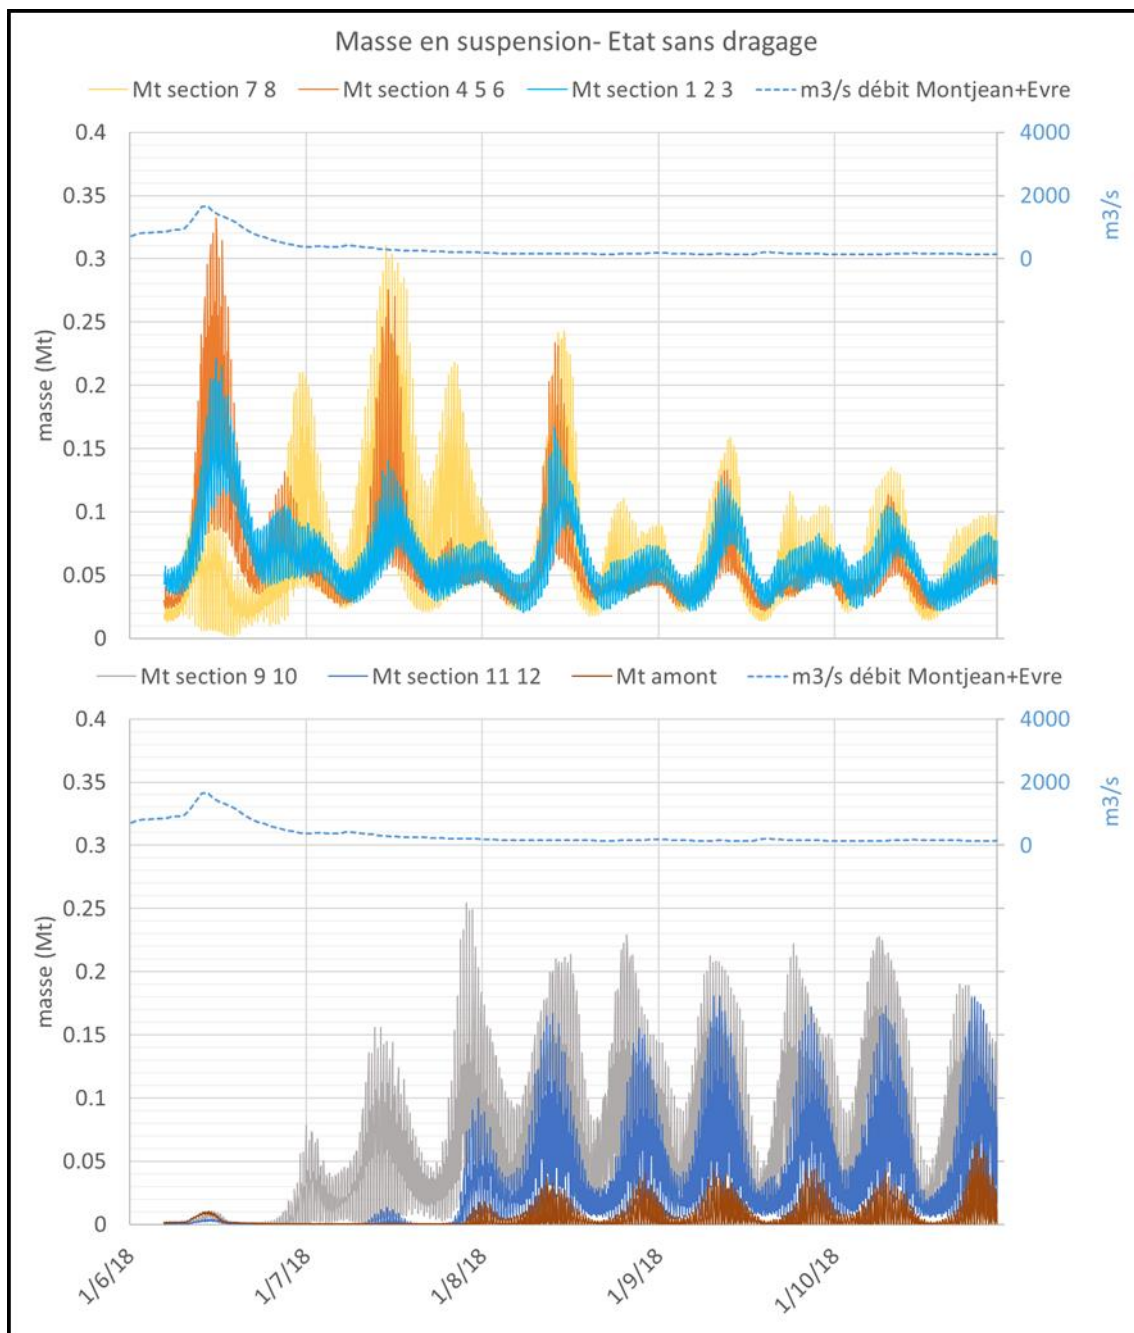 Masse en suspension- Etat sans dragage
Mt section 7 8 Mt section 4 5 6 Mt section 1 2 3 m3/s débit Montjean+Evre
0.4 4000
0.35
2000
0.3 0
0.25
0.2
0.15
0.1
0.05
0
masse (Mt)
m3/s
Mt section 9 10 Mt section 11 12 Mt amont m3/s débit Montjean+Evre
0.4 4000
0.35
2000
0.3 0
0.25
0.2
0.15
0.1
0.05
0
masse (Mt)
m3/s
1/6/18 1/7/18 1/8/18 1/9/18 1/10/18